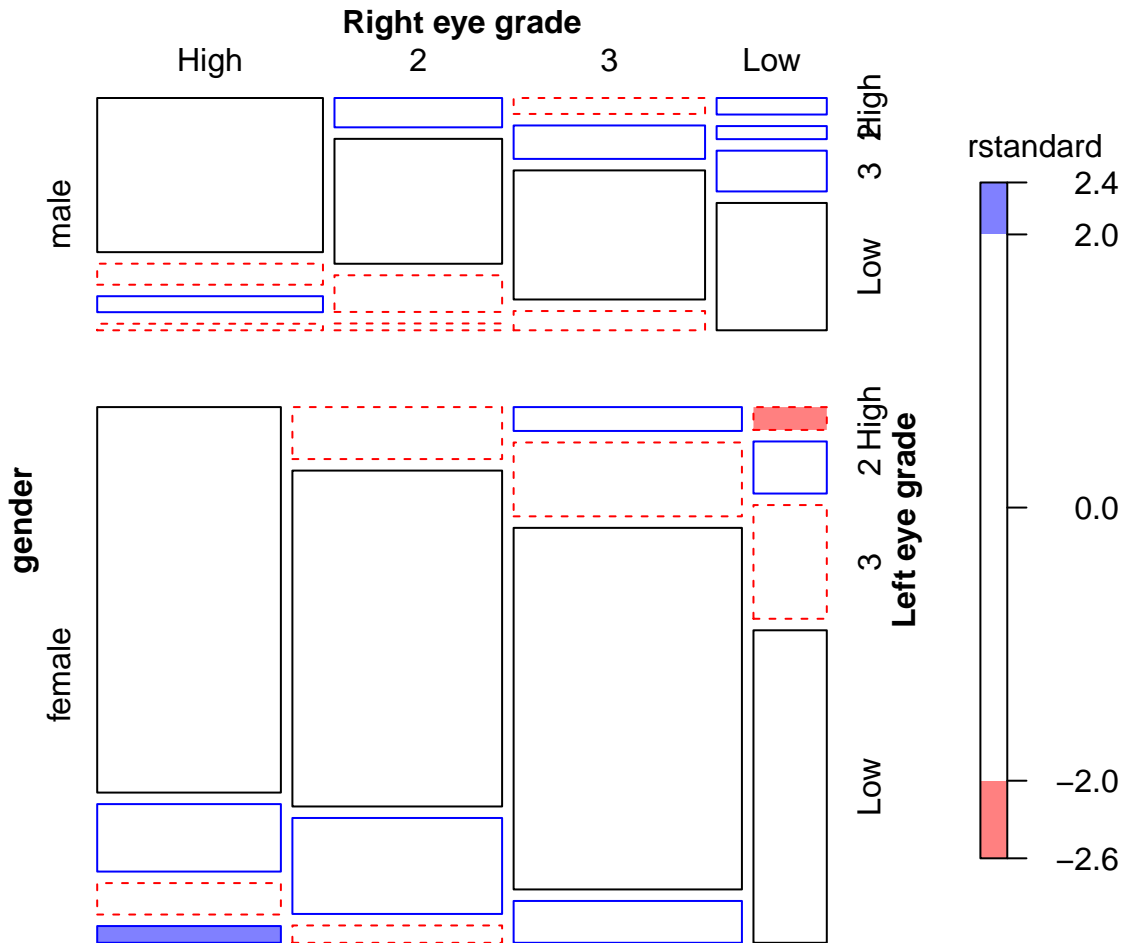 Right eye grade
High 2 3 Low
male
High
2
3
Low
gender
female
High
2
3
Low
Left eye grade
rstandard
2.4
2.0
0.0
−2.0
−2.6